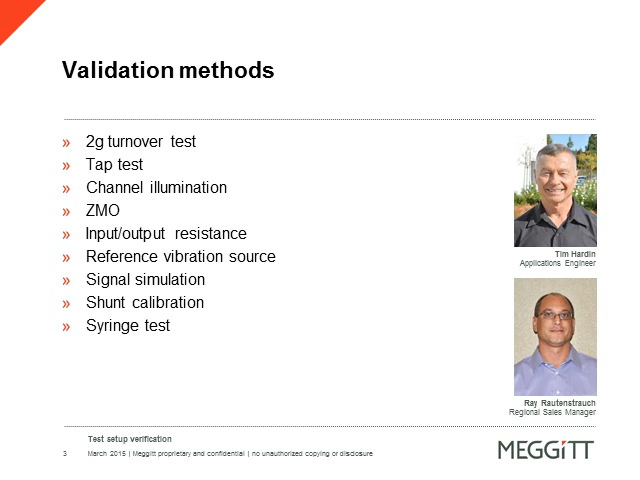 Validation methods
» 2g turnover test
» Tap test
» Channel illumination
» ZMO
» Input/output resistance
» Reference vibration source
» Signal simulation
» Shunt calibration
» Syringe test
Tim Hardin
Applications Engineer
Ray Rautenstrauch
Regional Sales Manager
Test setup verification
3 March 2015 | Meggitt proprietary and confidential | no unauthorized copying or disclosure
MEGGiTT